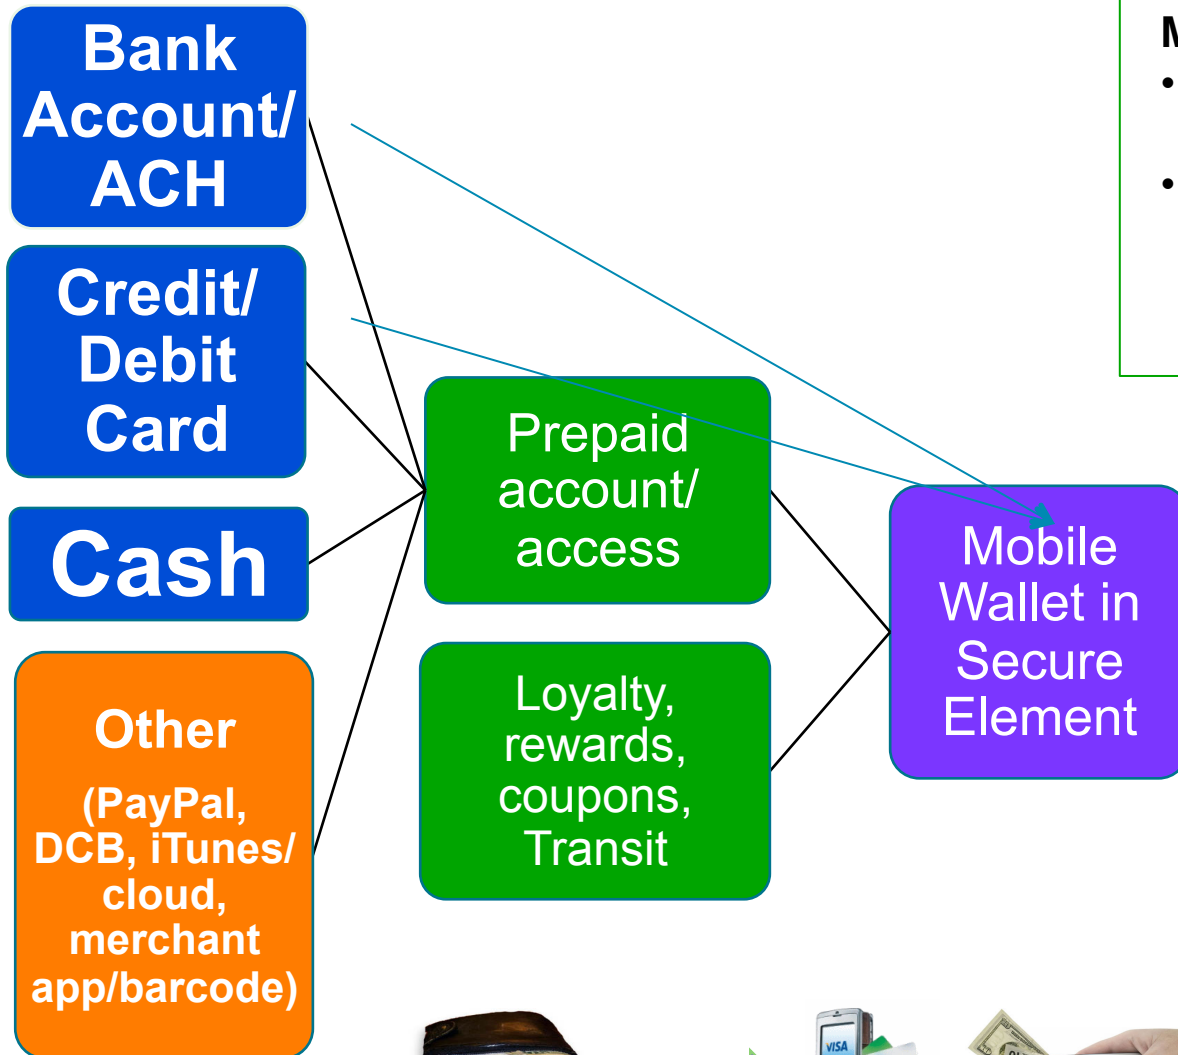 Bank
Account/
ACH
Credit/
Debit
Card
Cash
Other
(PayPal,
DCB, iTunes/
cloud,
merchant
app/barcode)
Prepaid
account/
access
Loyalty,
rewards,
coupons,
Transit
Mobile
Wallet in
Secure
Element
•
•
VISA